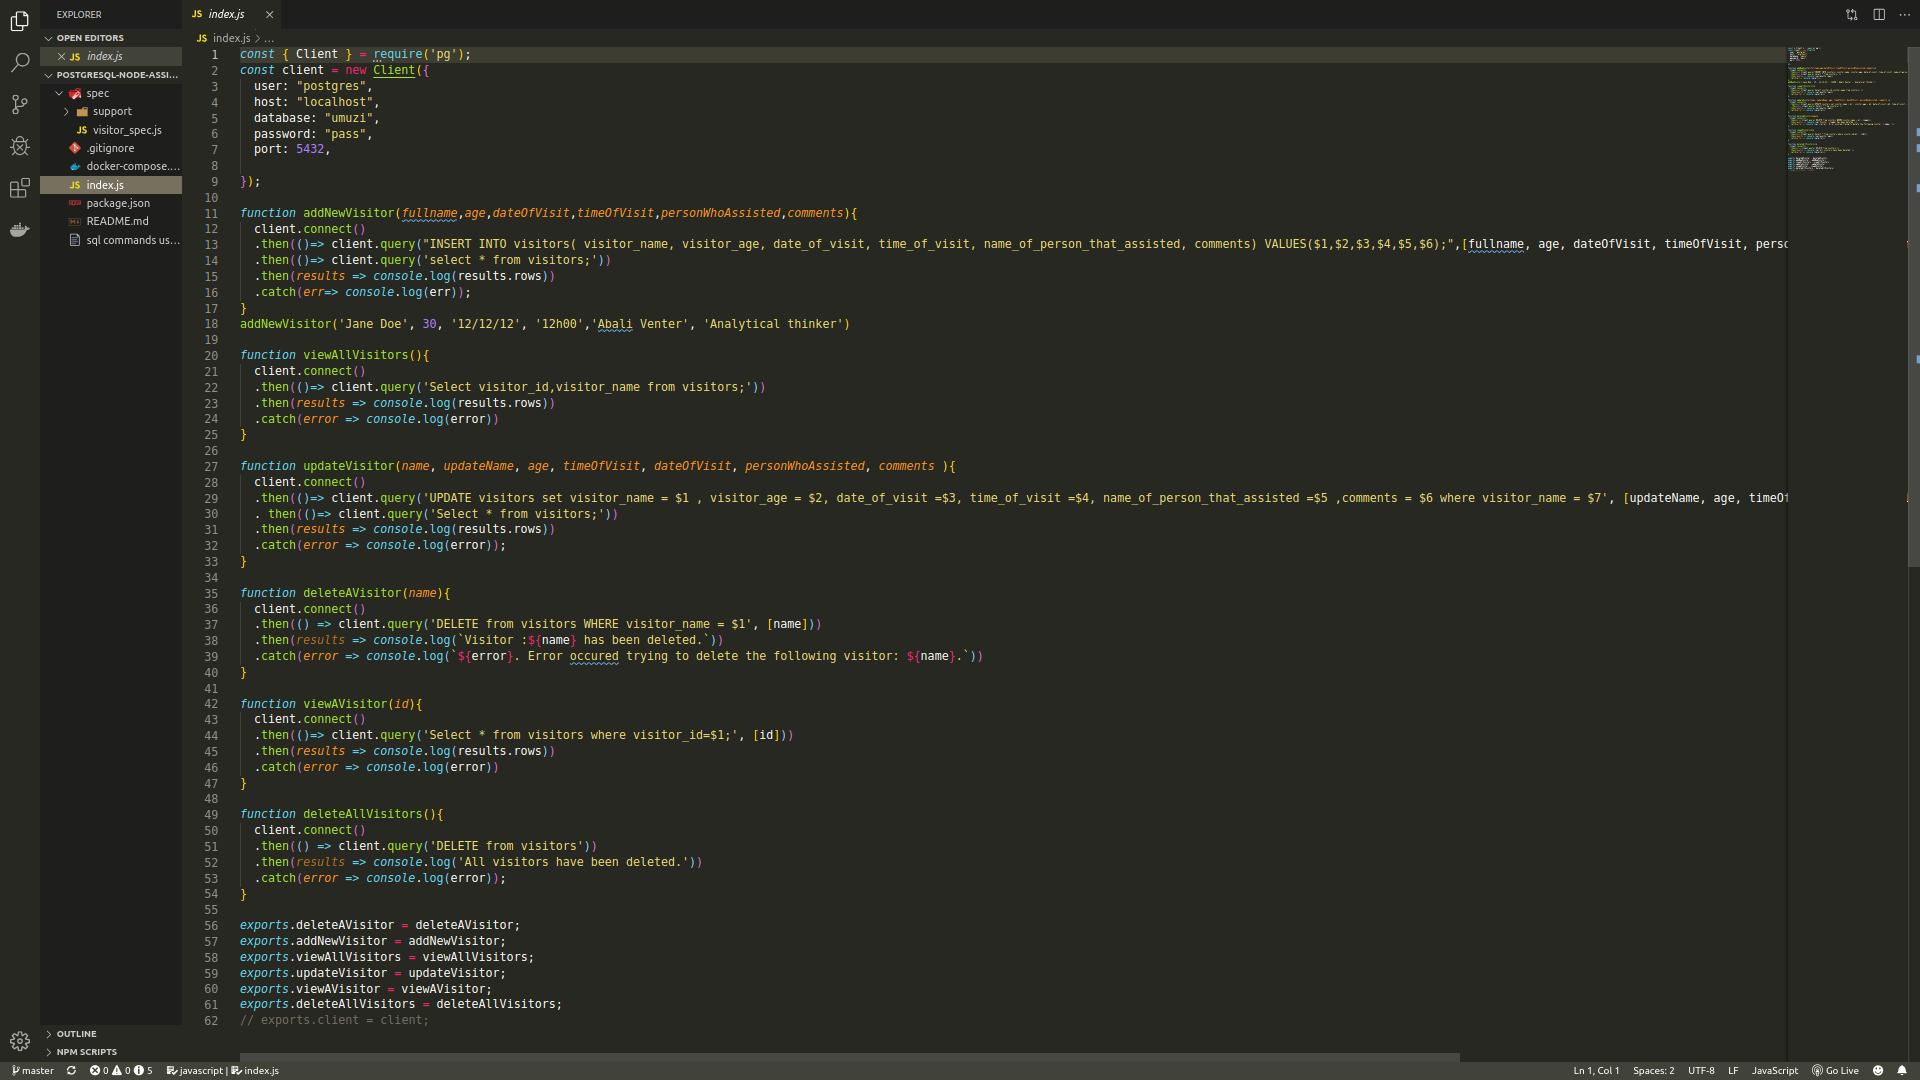 EXPLORER
OPEN EDITORS
JS index.js
POSTGRESQL-NODE-ASSI...
spec
support
JS visitor_spec.js
.gitignore
docker-compose....
JS index.js
package.json
README.md
sql commands us...
OUTLINE
NPM SCRIPTS
JS index.js
JS index.js > ...
1 const { Client } = require('pg');
2 const client = new Client({
3 user: "postgres",
4 host: "localhost",
5 database: "umuzi",
6 password: "pass",
7 port: 5432,
8
9 });
10
11 function addNewVisitor(fullname,age,dateOfVisit,timeOfVisit,personWhoAssisted,comments){
12 client.connect()
13 .then(()=> client.query("INSERT INTO visitors( visitor_name, visitor_age, date_of_visit, time_of_visit, name_of_person_that_assisted, comments) VALUES($1,$2,$3,$4,$5,$6);",[fullname, age, dateOfVisit, timeOfVisit, perso
14 .then(()=> client.query('select * from visitors;'))
15 .then(results => console.log(results.rows))
16 .catch(err=> console.log(err));
17 }
18 addNewVisitor('Jane Doe', 30, '12/12/12', '12h00','Abali Venter', 'Analytical thinker')
19
20 function viewAllVisitors(){
21 client.connect()
22 .then(()=> client.query('Select visitor_id,visitor_name from visitors;'))
23 .then(results => console.log(results.rows))
24 .catch(error => console.log(error))
25 }
26
27 function updateVisitor(name, updateName, age, timeOfVisit, dateOfVisit, personWhoAssisted, comments ){
28 client.connect()
29 .then(()=> client.query('UPDATE visitors set visitor_name = $1 , visitor_age = $2, date_of_visit =$3, time_of_visit =$4, name_of_person_that_assisted =$5 ,comments = $6 where visitor_name = $7', [updateName, age, timeOf
30 . then(()=> client.query('Select * from visitors;'))
31 .then(results => console.log(results.rows))
32 .catch(error => console.log(error));
33 }
34
35 function deleteAVisitor(name){
36 client.connect()
37 .then(() => client.query('DELETE from visitors WHERE visitor_name = $1', [name]))
38 .then(results => console.log(`Visitor :${name} has been deleted.`))
39 .catch(error => console.log(`${error}. Error occured trying to delete the following visitor: ${name}.`))
40 }
41
42 function viewAVisitor(id){
43 client.connect()
44 .then(()=> client.query('Select * from visitors where visitor_id=$1;', [id]))
45 .then(results => console.log(results.rows))
46 .catch(error => console.log(error))
47 }
48
49 function deleteAllVisitors(){
50 client.connect()
51 .then(() => client.query('DELETE from visitors'))
52 .then(results => console.log('All visitors have been deleted.'))
53 .catch(error => console.log(error));
54 }
55
56 exports.deleteAVisitor = deleteAVisitor;
57 exports.addNewVisitor = addNewVisitor;
58 exports.viewAllVisitors = viewAllVisitors;
59 exports.updateVisitor = updateVisitor;
60 exports.viewAVisitor = viewAVisitor;
61 exports.deleteAllVisitors = deleteAllVisitors;
62 // exports.client = client;
master 0 0 5 javascript | index.js Ln 1, Col 1 Spaces: 2 UTF-8 LF JavaScript Go Live